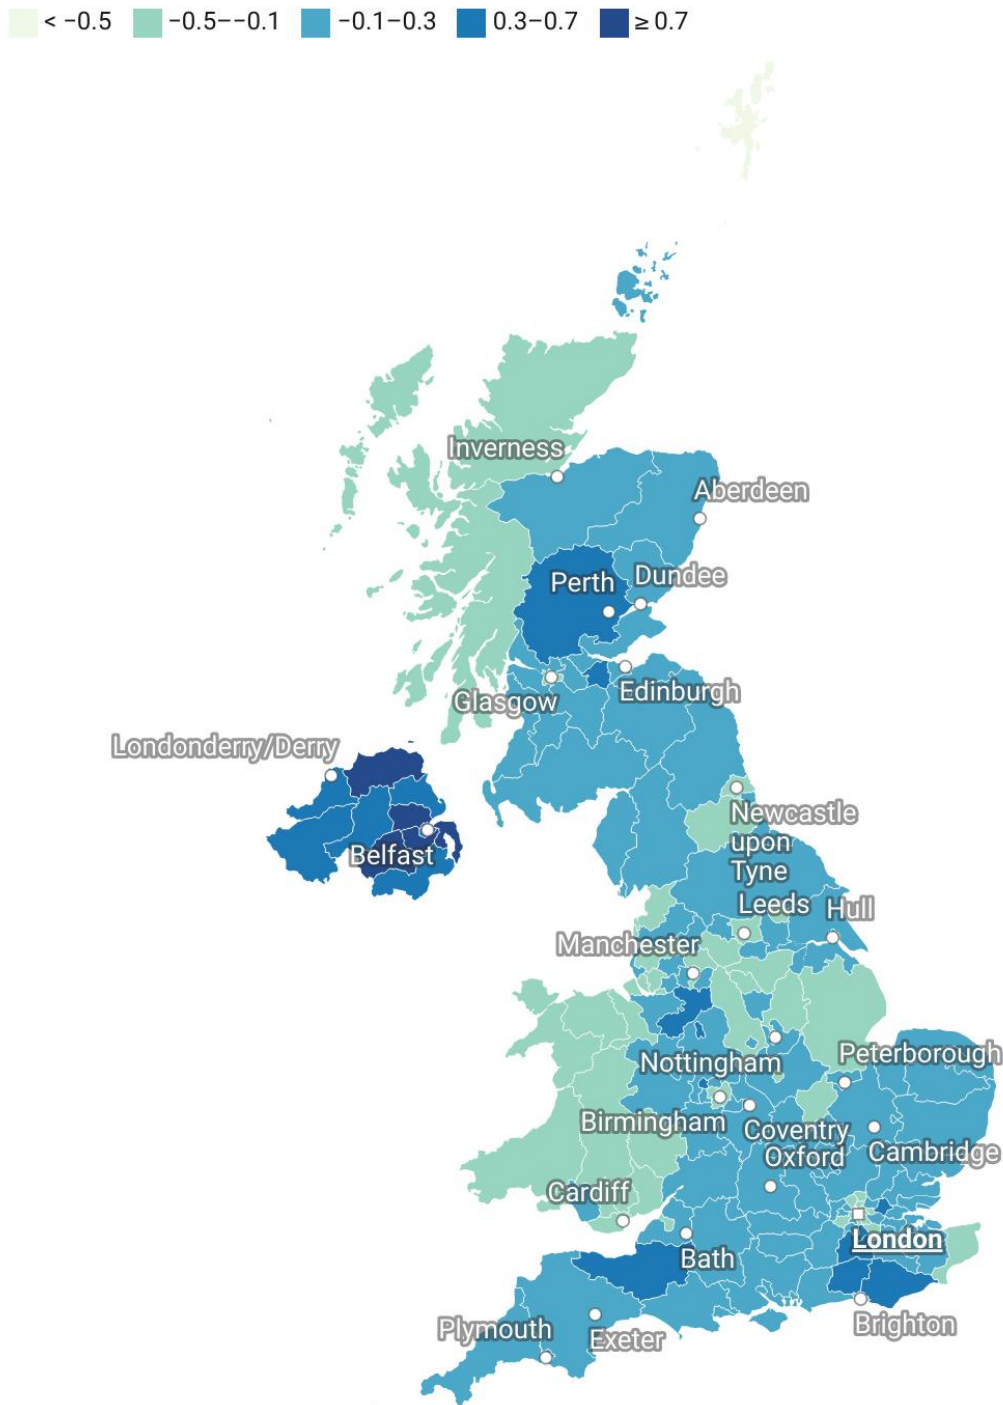 < −0.5 −0.5−−0.1 −0.1−0.3 0.3−0.7 ≥ 0.7
Inverness
Aberdeen
Perth
Dundee
Glasgow
Edinburgh
Londonderry/Derry
Belfast
Newcastle
upon
Tyne
Leeds
Hull
Manchester
Nottingham
Peterborough
Birmingham
Coventry
Oxford
Cambridge
Cardiff
London
Bath
Plymouth
Exeter
Brighton